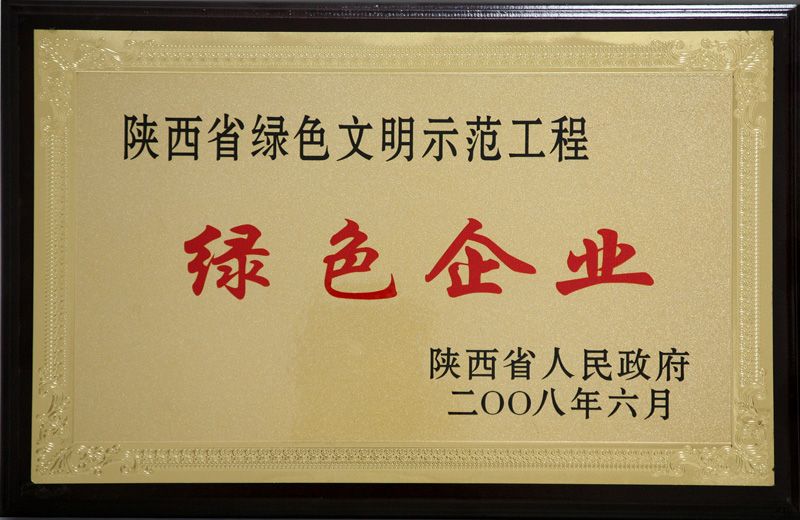 陕西省绿色文明示范工程
绿色企业
陕西省人民政府
二〇〇八年六月